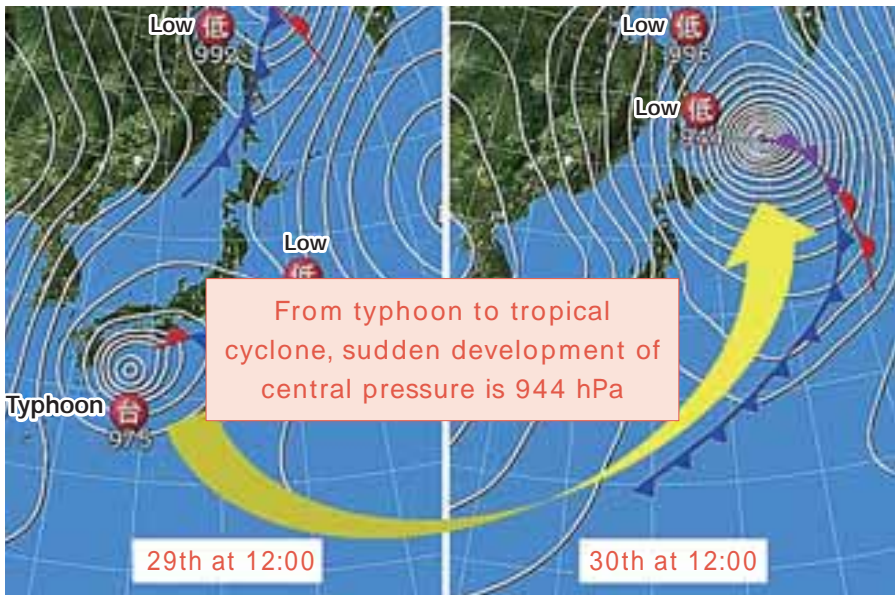 Low
低
992
Low
低
Typhoon
台
975
29th at 12:00
Low
低
996
Low
低
From typhoon to tropical
cyclone, sudden development of
central pressure is 944 hPa
30th at 12:00